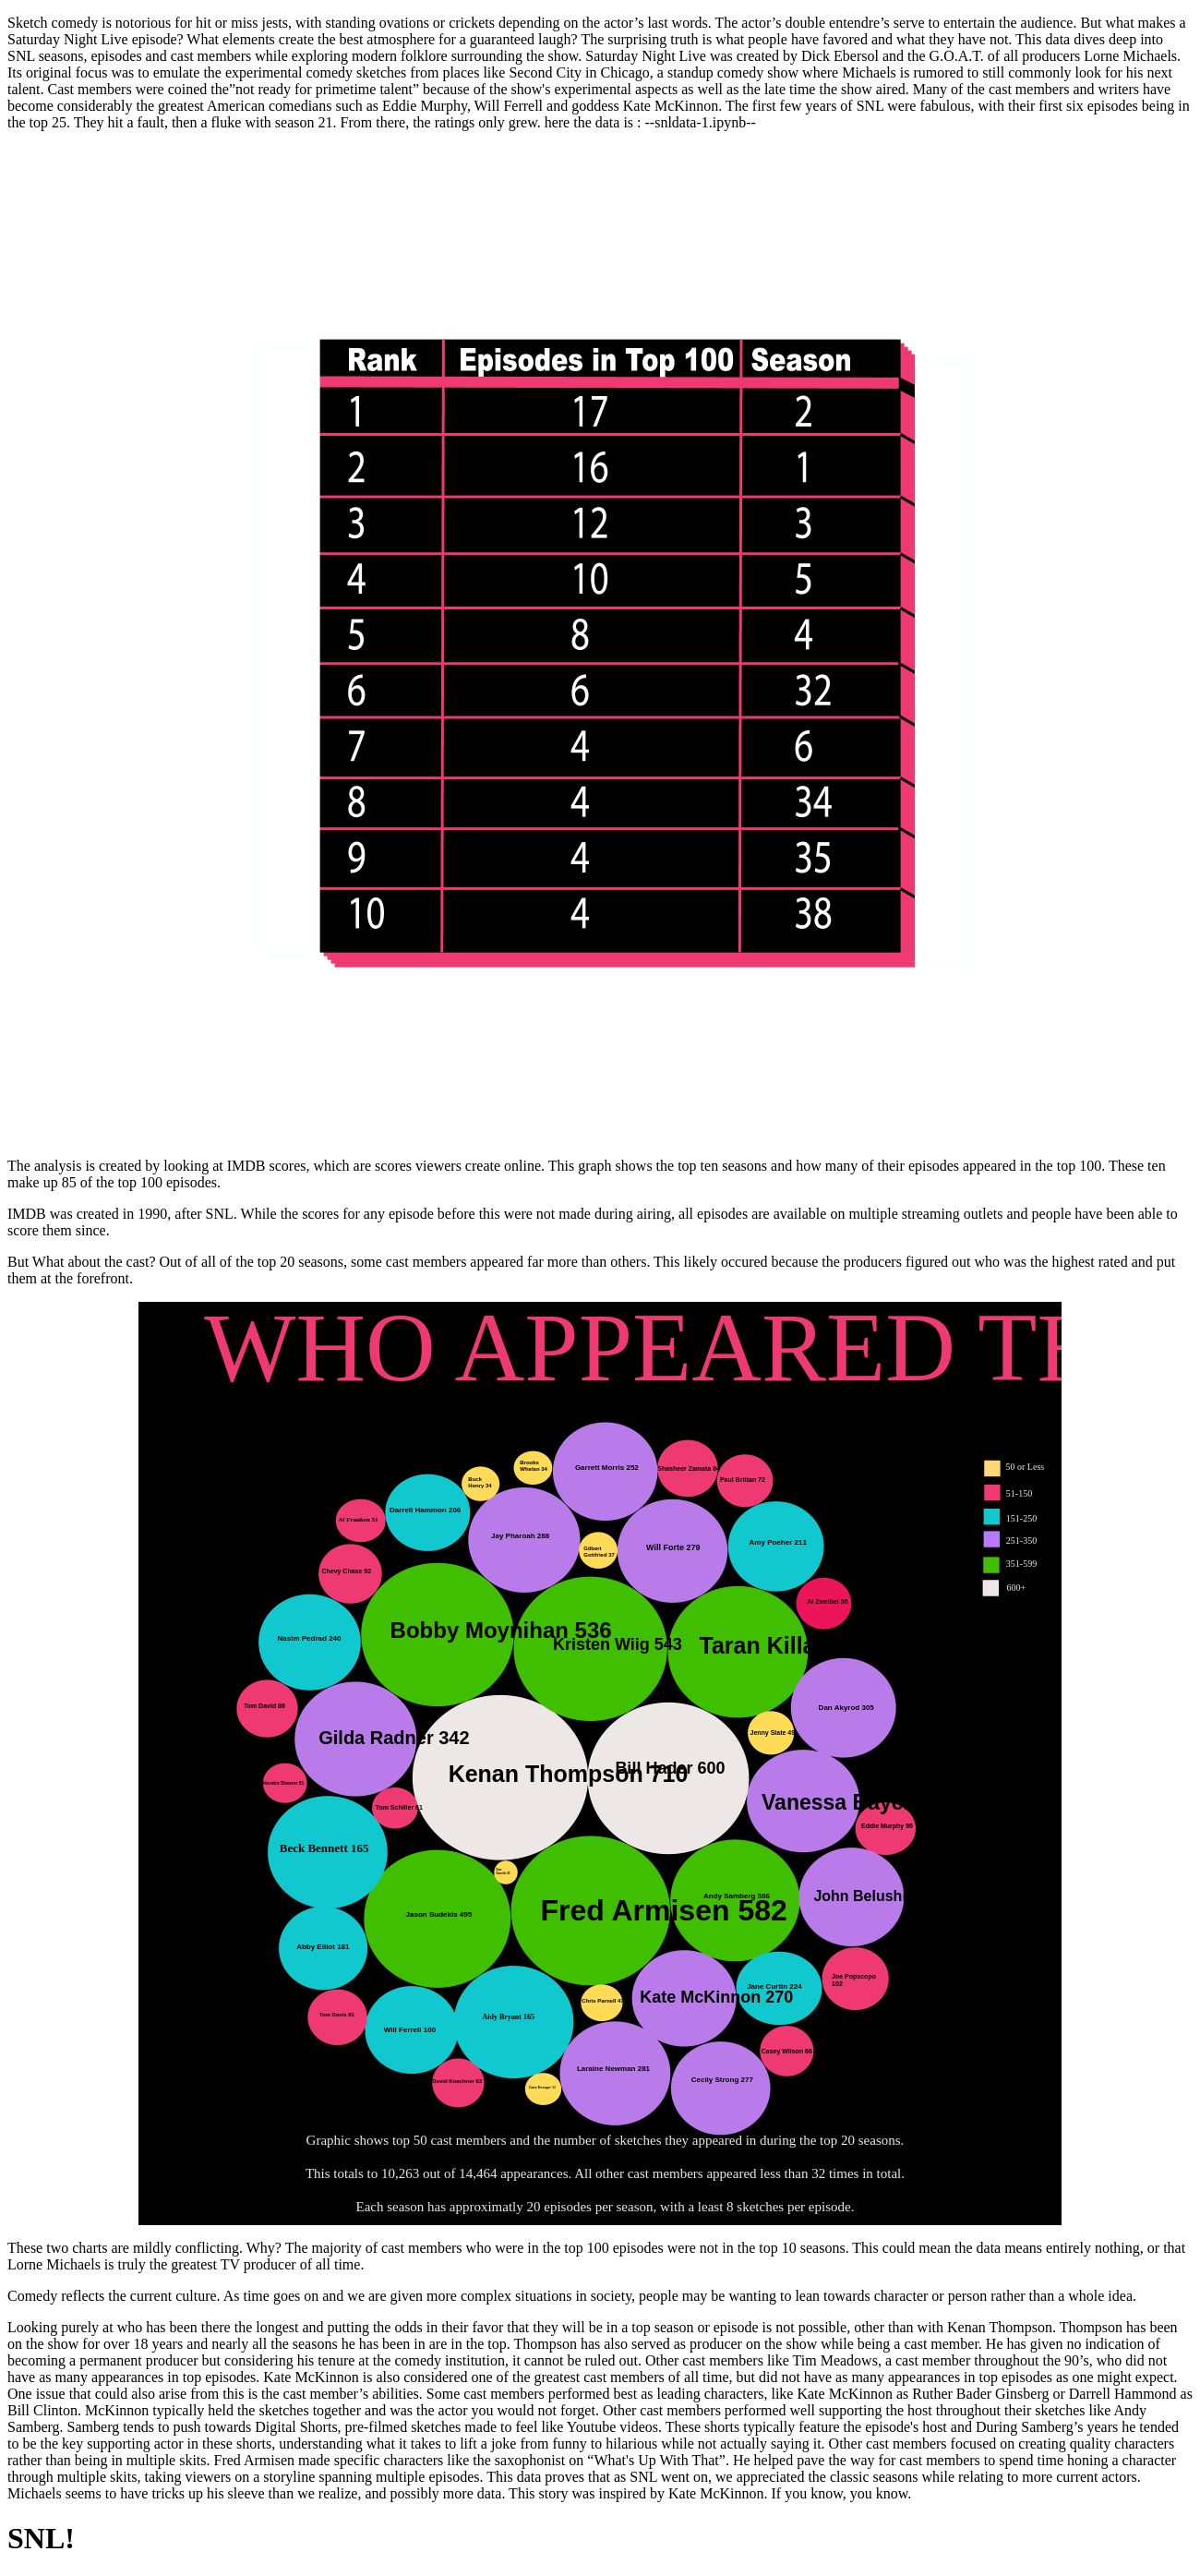 Sketch comedy is notorious for hit or miss jests, with standing ovations or crickets depending on the actor’s last words. The actor’s double entendre’s serve to entertain the audience. But what makes a
Saturday Night Live episode? What elements create the best atmosphere for a guaranteed laugh? The surprising truth is what people have favored and what they have not. This data dives deep into
SNL seasons, episodes and cast members while exploring modern folklore surrounding the show. Saturday Night Live was created by Dick Ebersol and the G.O.A.T. of all producers Lorne Michaels.
Its original focus was to emulate the experimental comedy sketches from places like Second City in Chicago, a standup comedy show where Michaels is rumored to still commonly look for his next
talent. Cast members were coined the”not ready for primetime talent” because of the show's experimental aspects as well as the late time the show aired. Many of the cast members and writers have
become considerably the greatest American comedians such as Eddie Murphy, Will Ferrell and goddess Kate McKinnon. The first few years of SNL were fabulous, with their first six episodes being in
the top 25. They hit a fault, then a fluke with season 21. From there, the ratings only grew. here the data is : --snldata-1.ipynb--
Rank Episodes in Top 100 Season
1 17 2
2 16 1
3 12 3
4 10 5
5 8 4
6 6 32
7 4 6
8 4 34
9 4 35
10 4 38
The analysis is created by looking at IMDB scores, which are scores viewers create online. This graph shows the top ten seasons and how many of their episodes appeared in the top 100. These ten
make up 85 of the top 100 episodes.
IMDB was created in 1990, after SNL. While the scores for any episode before this were not made during airing, all episodes are available on multiple streaming outlets and people have been able to
score them since.
But What about the cast? Out of all of the top 20 seasons, some cast members appeared far more than others. This likely occured because the producers figured out who was the highest rated and put
them at the forefront.
WHO APPEARED
50 or Less
51-150
151-250
251-350
351-599
600+
Brooks
Whelan 34
Garrett Morris 252
Shasheer Zamata
Paul Brittan 72
Buck
Henry 34
Darrell Hammon 206
Al Franken 51
Jay Pharoah 288
Gilbert
Gottfried 37
Will Forte 279
Amy Poeher 211
Chevy Chase 92
Al Zweibel 58
Bobby Moynihan 536
Kristen Wiig 543
Taran Killa
Nasim Pedrad 240
Tom David 66
Dan Akyrod 305
Gilda Radner 342
Jenny Slate
Kenan Thompson 710
Bill Hader 600
Horatio Sheaver 51
Tom Schiller 61
Vanessa Baye
Eddie Murphy 96
Beck Bennett 165
Andy Samberg 386
John Belush
Jason Sudekis 495
Fred Armisen 582
Abby Elliot 181
Joe Popscopo
102
Jane Curtin 224
Kate McKinnon 270
Chris Parnell
Tom Davis 81
Aidy Bryant 165
Will Ferrell 100
Casey Wilson 66
Laraine Newman 281
Cecily Strong 277
David Koechner 62
Graphic shows top 50 cast members and the number of sketches they appeared in during the top 20 seasons.
This totals to 10,263 out of 14,464 appearances. All other cast members appeared less than 32 times in total.
Each season has approximatly 20 episodes per season, with a least 8 sketches per episode.
These two charts are mildly conflicting. Why? The majority of cast members who were in the top 100 episodes were not in the top 10 seasons. This could mean the data means entirely nothing, or that
Lorne Michaels is truly the greatest TV producer of all time.
Comedy reflects the current culture. As time goes on and we are given more complex situations in society, people may be wanting to lean towards character or person rather than a whole idea.
Looking purely at who has been there the longest and putting the odds in their favor that they will be in a top season or episode is not possible, other than with Kenan Thompson. Thompson has been
on the show for over 18 years and nearly all the seasons he has been in are in the top. Thompson has also served as producer on the show while being a cast member. He has given no indication of
becoming a permanent producer but considering his tenure at the comedy institution, it cannot be ruled out. Other cast members like Tim Meadows, a cast member throughout the 90’s, who did not
have as many appearances in top episodes. Kate McKinnon is also considered one of the greatest cast members of all time, but did not have as many appearances in top episodes as one might expect.
One issue that could also arise from this is the cast member’s abilities. Some cast members performed best as leading characters, like Kate McKinnon as Ruther Bader Ginsberg or Darrell Hammond as
Bill Clinton. McKinnon typically held the sketches together and was the actor you would not forget. Other cast members performed well supporting the host throughout their sketches like Andy
Samberg. Samberg tends to push towards Digital Shorts, pre-filmed sketches made to feel like Youtube videos. These shorts typically feature the episode's host and During Samberg’s years he tended
to be the key supporting actor in these shorts, understanding what it takes to lift a joke from funny to hilarious while not actually saying it. Other cast members focused on creating quality characters
rather than being in multiple skits. Fred Armisen made specific characters like the saxophonist on “What's Up With That”. He helped pave the way for cast members to spend time honing a character
through multiple skits, taking viewers on a storyline spanning multiple episodes. This data proves that as SNL went on, we appreciated the classic seasons while relating to more current actors.
Michaels seems to have tricks up his sleeve than we realize, and possibly more data. This story was inspired by Kate McKinnon. If you know, you know.
SNL!